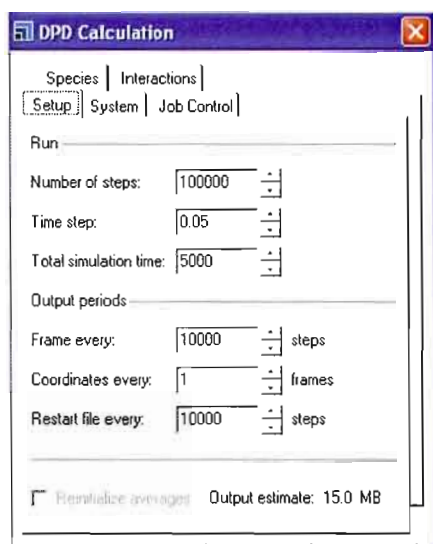 DPD Calculation
Species Interactions
Setup System Job Control
Run
Number of steps: 100000
Time step: 0.05
Total simulation time: 5000
Output periods
Frame every: 10000 steps
Coordinates every: 1 frames
Restart file every: 10000 steps
Reinitialize averages Output estimate: 15.0 MB